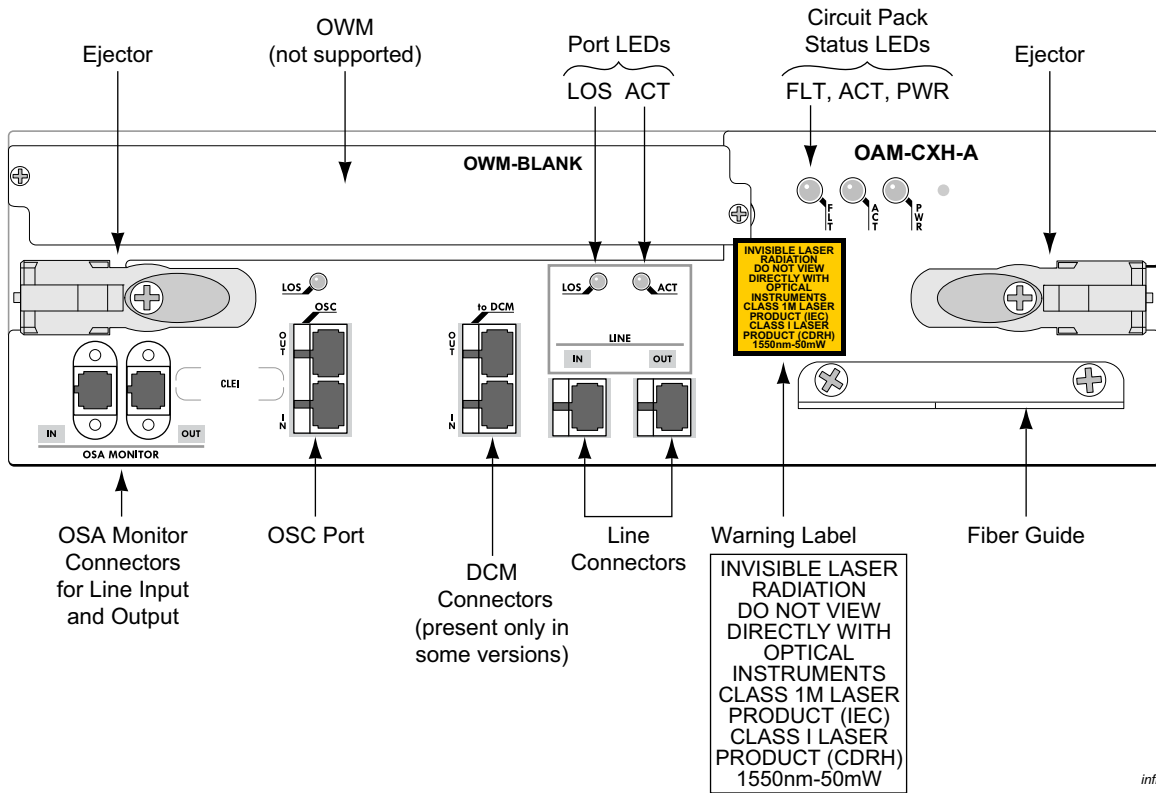 Ejector
OWM
(not supported)
Port LEDs
LOS ACT
Circuit Pack
Status LEDs
FLT, ACT, PWR
Ejector
OWM-BLANK
OAM-CXH-A
FLT
ACT
PWR
INVISIBLE LASER
RADIATION
DO NOT VIEW
DIRECTLY WITH
OPTICAL
INSTRUMENTS
CLASS 1M LASER
PRODUCT (IEC)
CLASS I LASER
PRODUCT (CDRH)
1550nm-50mW
LOS
OSC
OUT
IN
to DCM
OUT
IN
LOS
ACT
LINE
IN
OUT
CLEI
IN
OUT
OSA MONITOR
OSA Monitor
Connectors
for Line Input
and Output
OSC Port
DCM
Connectors
(present only in
some versions)
Line
Connectors
Warning Label
INVISIBLE LASER
RADIATION
DO NOT VIEW
DIRECTLY WITH
OPTICAL
INSTRUMENTS
CLASS 1M LASER
PRODUCT (IEC)
CLASS I LASER
PRODUCT (CDRH)
1550nm-50mW
Fiber Guide